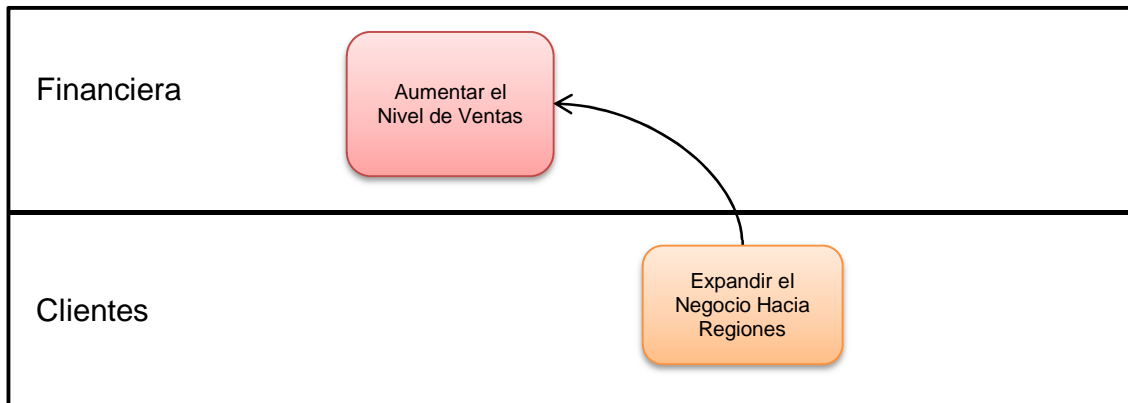 Financiera
Aumentar el
Nivel de Ventas
Clientes
Expandir el
Negocio Hacia
Regiones